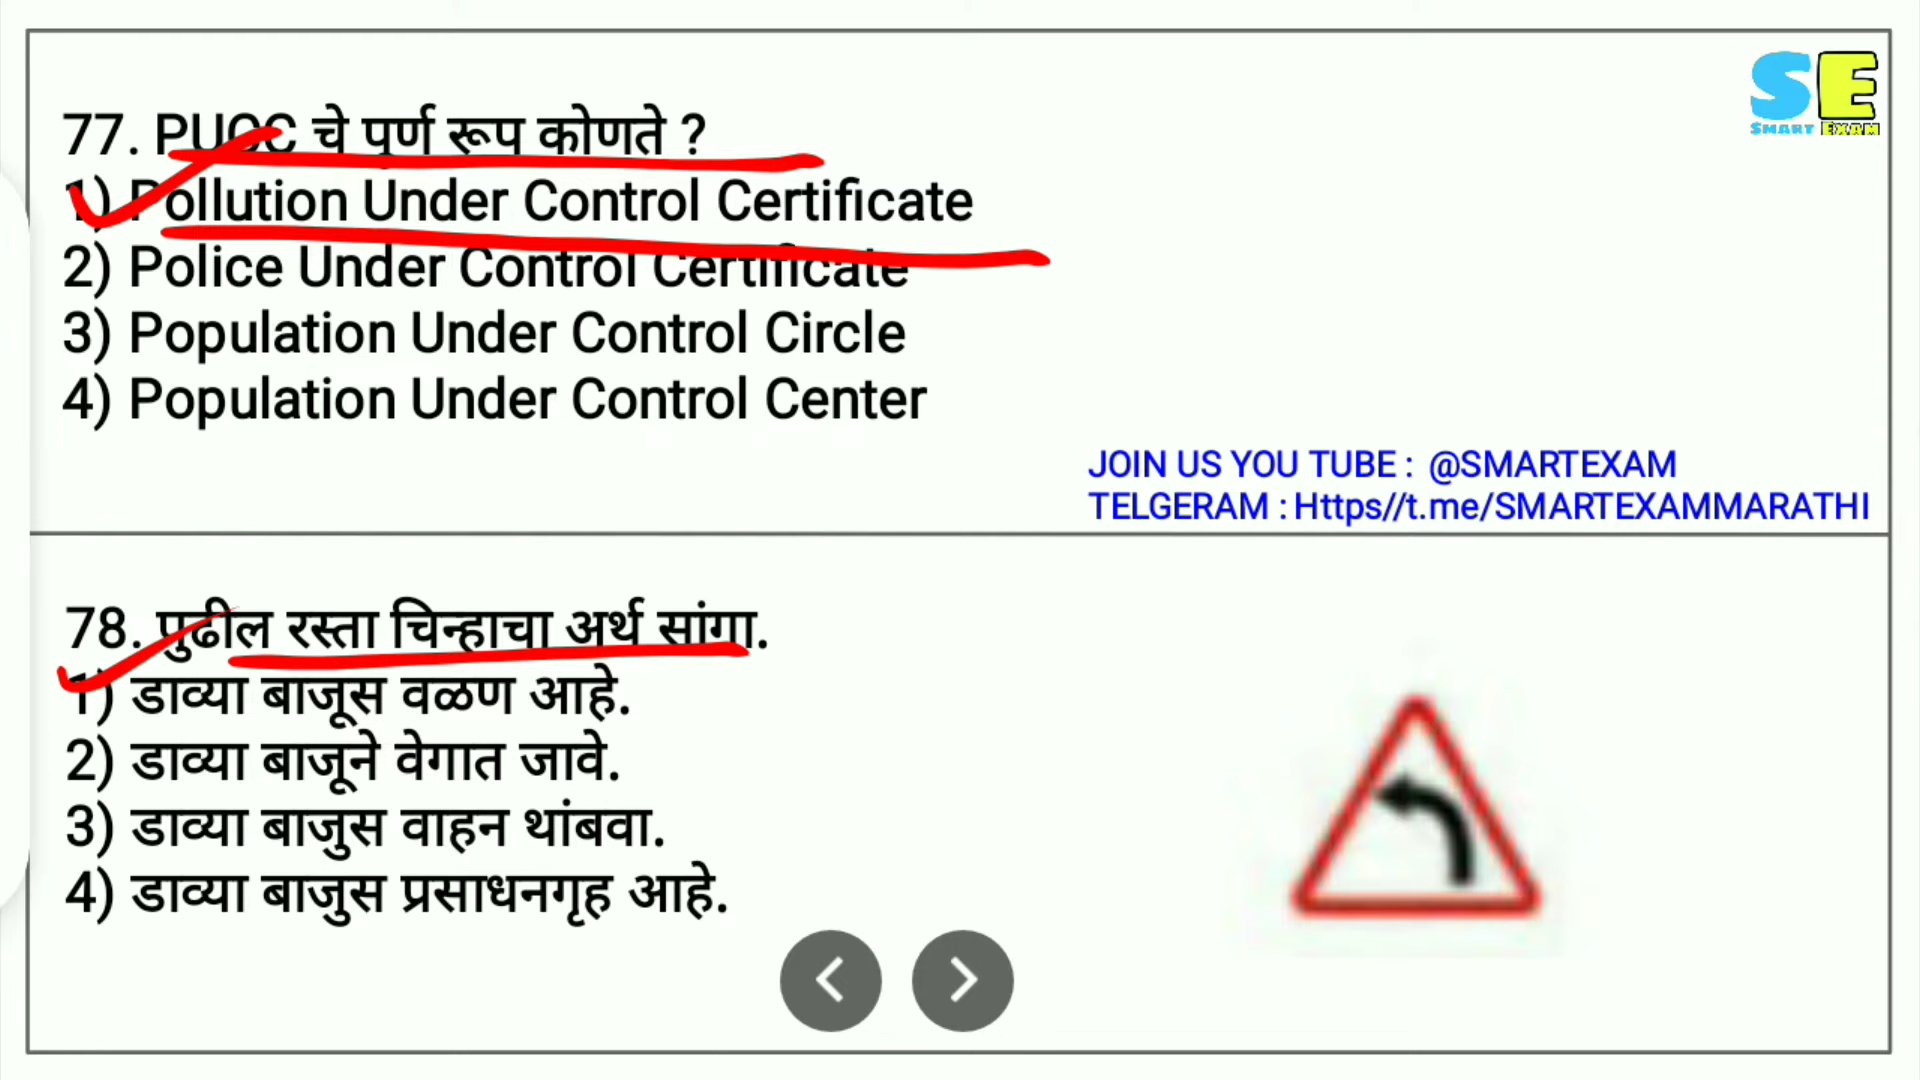 SE
SMART EXAM
77. PUCC चे पुर्ण रूप कोणते ?
1) Pollution Under Control Certificate
2) Police Under Control Certificate
3) Population Under Control Circle
4) Population Under Control Center
JOIN US YOU TUBE : @SMARTEXAM
TELGERAM : Https//t.me/SMARTEXAMMARATHI
78. पुढील रस्ता चिन्हाचा अर्थ सांगा.
1) डाव्या बाजूस वळण आहे.
2) डाव्या बाजूने वेगात जावे.
3) डाव्या बाजुस वाहन थांबवा.
4) डाव्या बाजुस प्रसाधनगृह आहे.